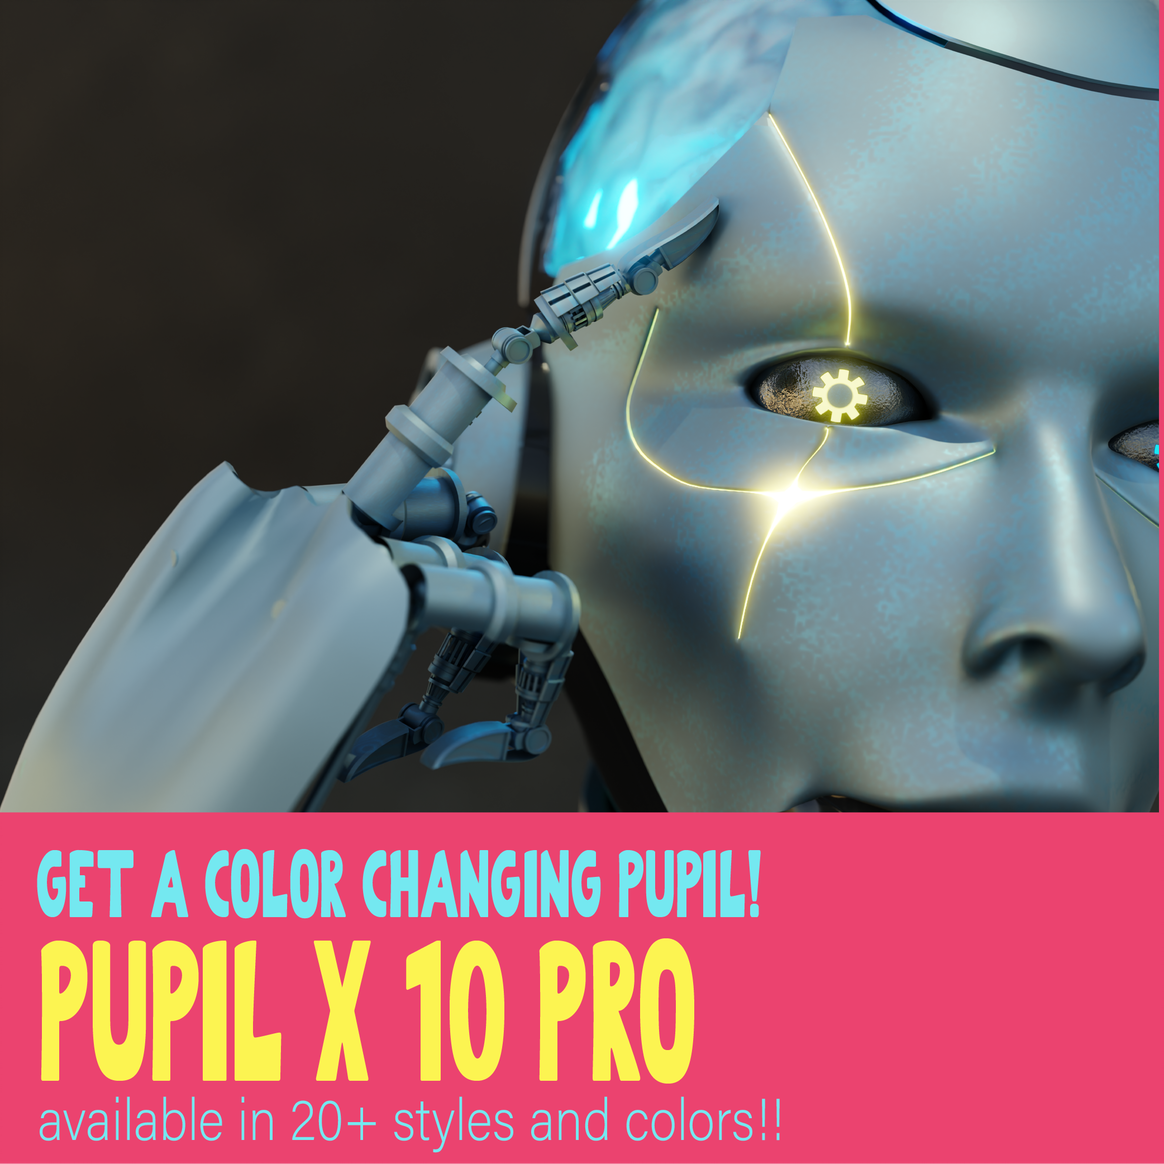 GET A COLOR CHANGING PUPIL!
PUPIL X 10 PRO
available in 20+ styles and colors!!